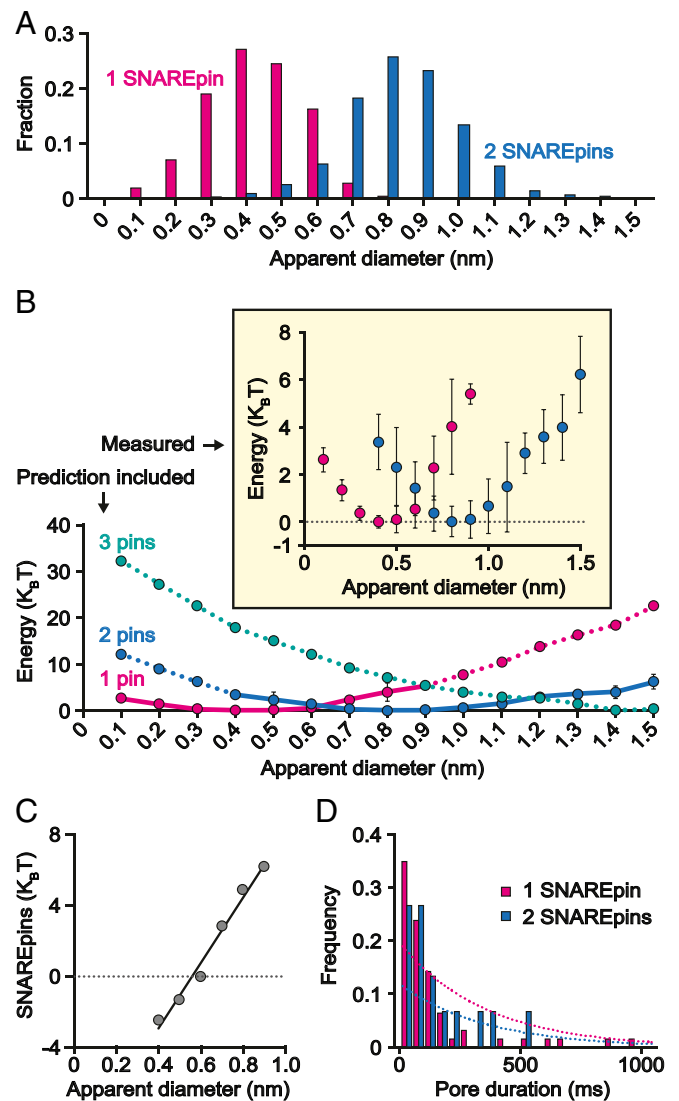 A
0.3
0.2
0.1
0
Fraction
1 SNAREpin
2 SNAREpins
0 0.1 0.2 0.3 0.4 0.5 0.6 0.7 0.8 0.9 1.0 1.1 1.2 1.3 1.4 1.5
Apparent diameter (nm)
B
8
6
4
2
0
-1
Energy (KBT)
0 0.5 1.0 1.5
Apparent diameter (nm)
Measured
Prediction included
40
30
20
10
0
Energy (KBT)
3 pins
2 pins
1 pin
0 0.1 0.2 0.3 0.4 0.5 0.6 0.7 0.8 0.9 1.0 1.1 1.2 1.3 1.4 1.5
Apparent diameter (nm)
C
8
4
0
-4
SNAREpins (KBT)
0 0.2 0.4 0.6 0.8 1.0
Apparent diameter (nm)
D
0.4
0.3
0.2
0.1
0
Frequency
1 SNAREpin
2 SNAREpins
0 500 1000
Pore duration (ms)